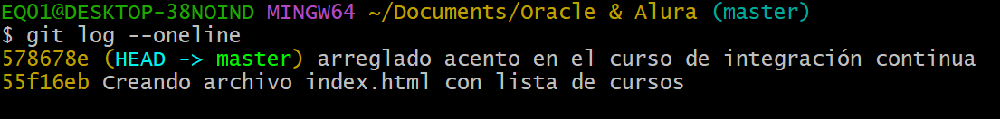 EQ01@DESKTOP-38NOIND MINGW64 ~/Documents/Oracle & Alura (master)
$ git log --oneline
578678e (HEAD -> master) arreglado acento en el curso de integración continua
55f16eb Creando archivo index.html con lista de cursos